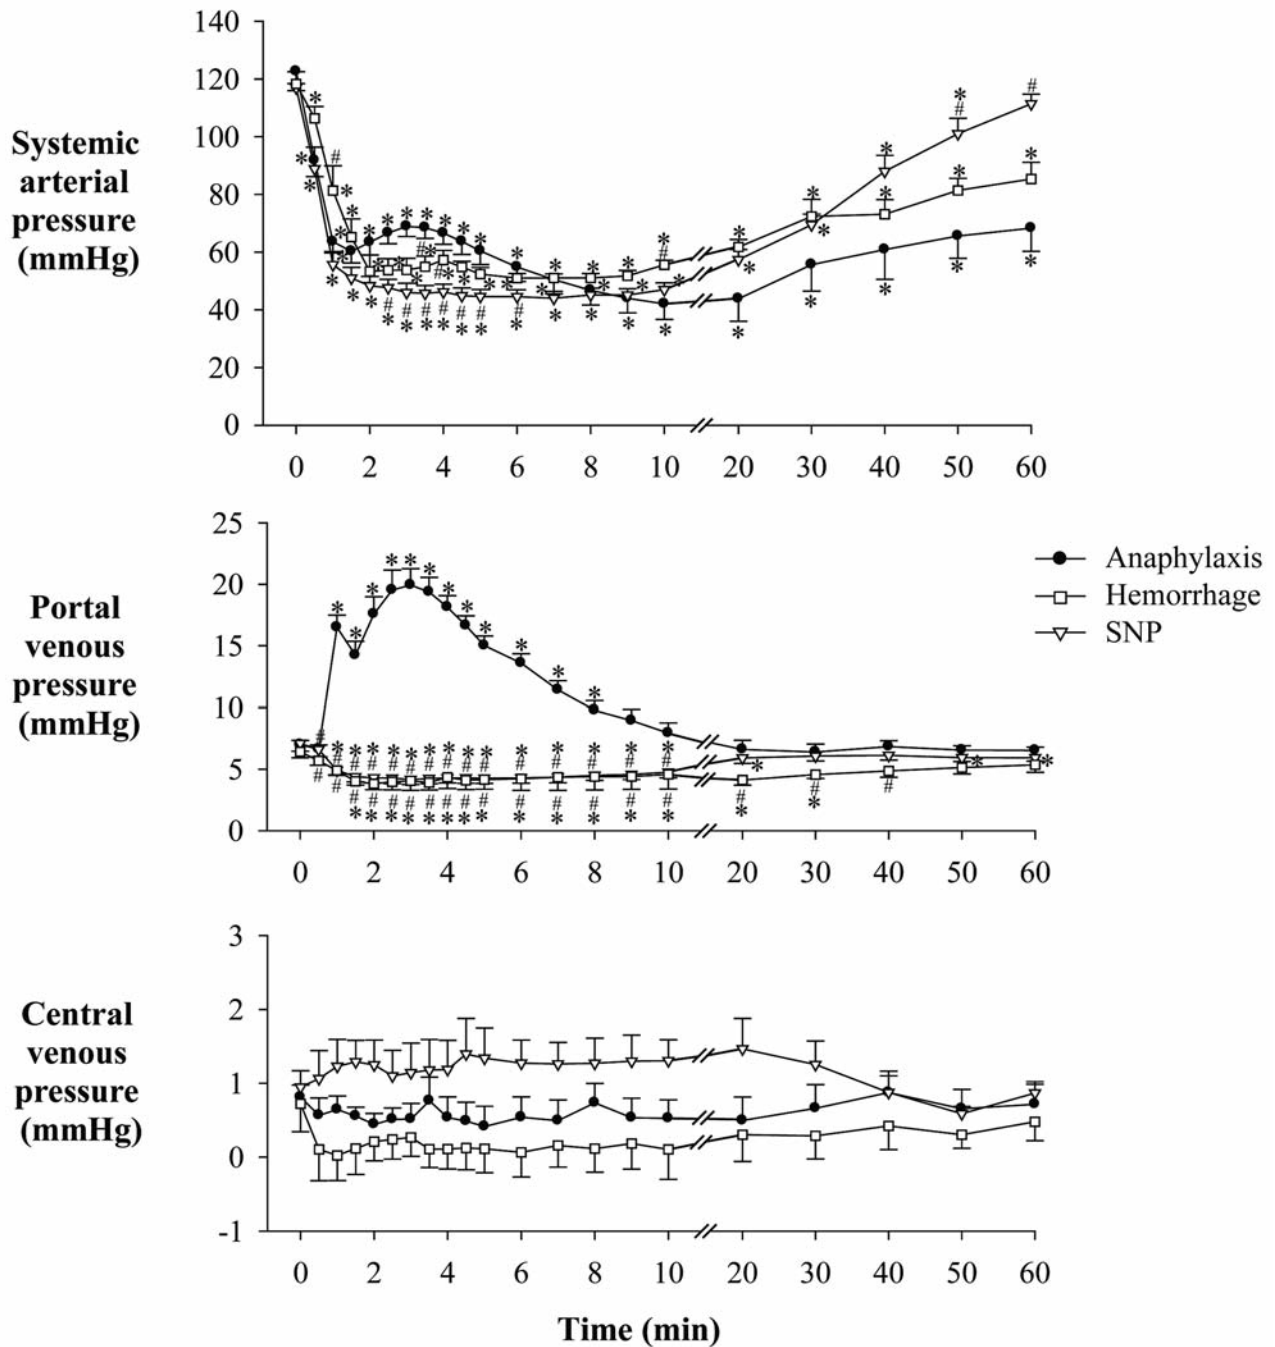 Systemic
arterial
pressure
(mmHg)
140
120
100
80
60
40
20
0
0 2 4 6 8 10 20 30 40 50 60
Portal
venous
pressure
(mmHg)
25
20
15
10
5
0
0 2 4 6 8 10 20 30 40 50 60
Anaphylaxis
Hemorrhage
SNP
Central
venous
pressure
(mmHg)
3
2
1
0
-1
0 2 4 6 8 10 20 30 40 50 60
Time (min)